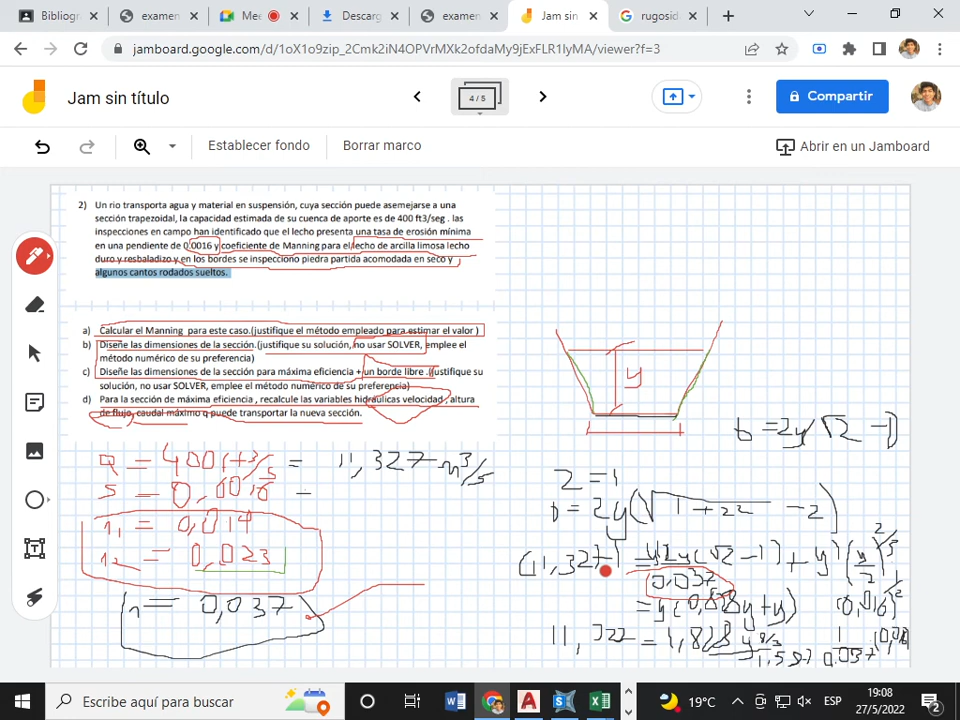 Bibliog
examen
Mee
Descarg
examen
Jam sin
rugosid
jamboard.google.com/d/1oX1o9zip_2Cmk2iN4OPVrMXk2ofdaMy9jExFLR1IyMA/viewer?f=3
Jam sin título
4 / 5
Compartir
Establecer fondo
Borrar marco
Abrir en un Jamboard
2) Un rio transporta agua y material en suspensión, cuya sección puede asemejarse a una
sección trapezoidal, la capacidad estimada de su cuenca de aporte es de 400 ft3/seg . las
inspecciones en campo han identificado que el lecho presenta una tasa de erosión mínima
en una pendiente de 0.0016 y coeficiente de Manning para el lecho de arcilla limosa lecho
duro y resbaladizo y en los bordes se inspecciono piedra partida acomodada en seco y
algunos cantos rodados sueltos.
a) Calcular el Manning para este caso.(justifique el método empleado para estimar el valor )
b) Diseñe las dimensiones de la sección.(justifique su solución, no usar SOLVER, emplee el
método numérico de su preferencia)
c) Diseñe las dimensiones de la sección para máxima eficiencia + un borde libre .(justifique su
solución, no usar SOLVER, emplee el método numérico de su preferencia)
d) Para la sección de máxima eficiencia , recalcule las variables hidráulicas velocidad , altura
de flujo, caudal máximo q puede transportar la nueva sección.
y
b = 2y(√2 - 1)
Q = 400ft3/s = 11,327 m3/s
S = 0,0016
n1 = 0,014
n2 = 0,023
n = 0,037
z = 1
0,037
Escribe aquí para buscar
19°C
ESP
19:08
27/5/2022
2